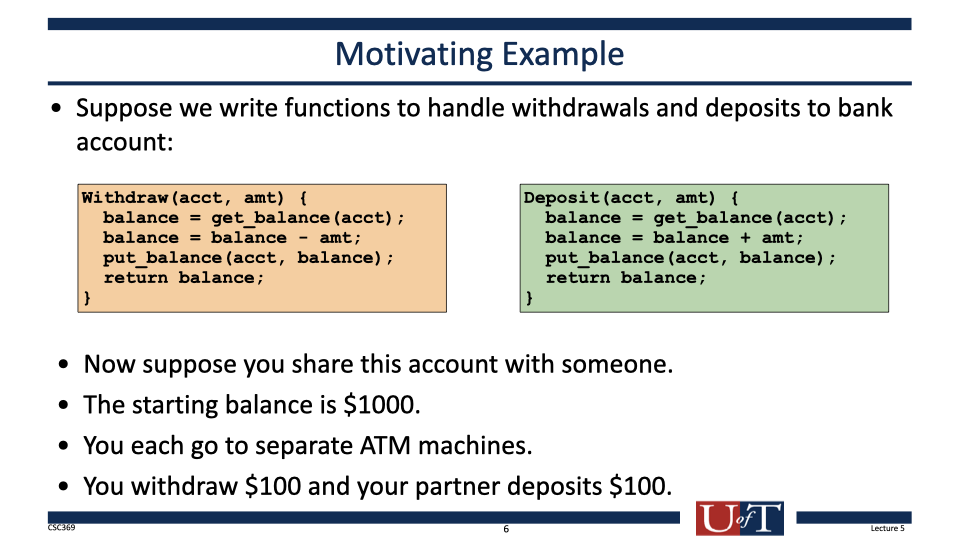 Motivating Example
• Suppose we write functions to handle withdrawals and deposits to bank
account:
Withdraw(acct, amt) {
  balance = get_balance(acct);
  balance = balance - amt;
  put_balance(acct, balance);
  return balance;
}
Deposit(acct, amt) {
  balance = get_balance(acct);
  balance = balance + amt;
  put_balance(acct, balance);
  return balance;
}
• Now suppose you share this account with someone.
• The starting balance is $1000.
• You each go to separate ATM machines.
• You withdraw $100 and your partner deposits $100.
CSC369
6
U of T
Lecture 5